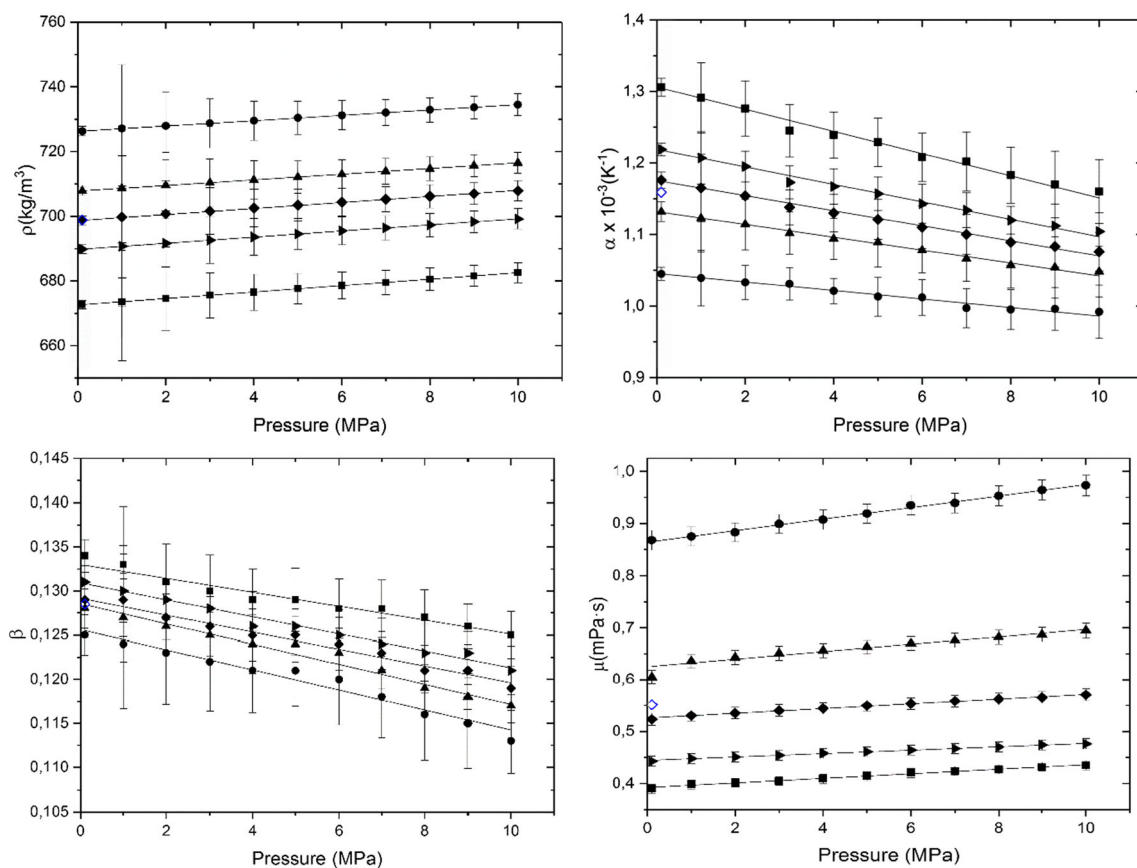 760
740
720
700
680
660
ρ(kg/m³)
0 2 4 6 8 10
Pressure (MPa)
1,4
1,3
1,2
1,1
1,0
0,9
α x 10⁻³(K⁻¹)
0 2 4 6 8 10
Pressure (MPa)
0,145
0,140
0,135
0,130
0,125
0,120
0,115
0,110
0,105
β
0 2 4 6 8 10
Pressure (MPa)
1,0
0,9
0,8
0,7
0,6
0,5
0,4
μ(mPa·s)
0 2 4 6 8 10
Pressure (MPa)